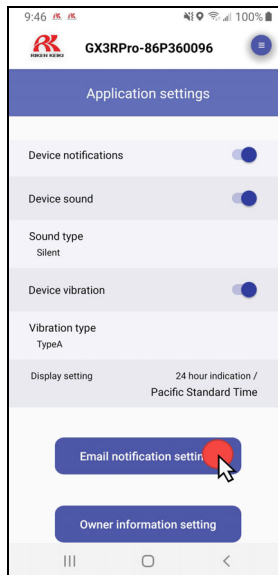 9:46
100%
RIKEN KEIKI
GX3RPro-86P360096
Application settings
Device notifications
Device sound
Sound type
Silent
Device vibration
Vibration type
TypeA
Display setting
24 hour indication /
Pacific Standard Time
Email notification settin
Owner information setting